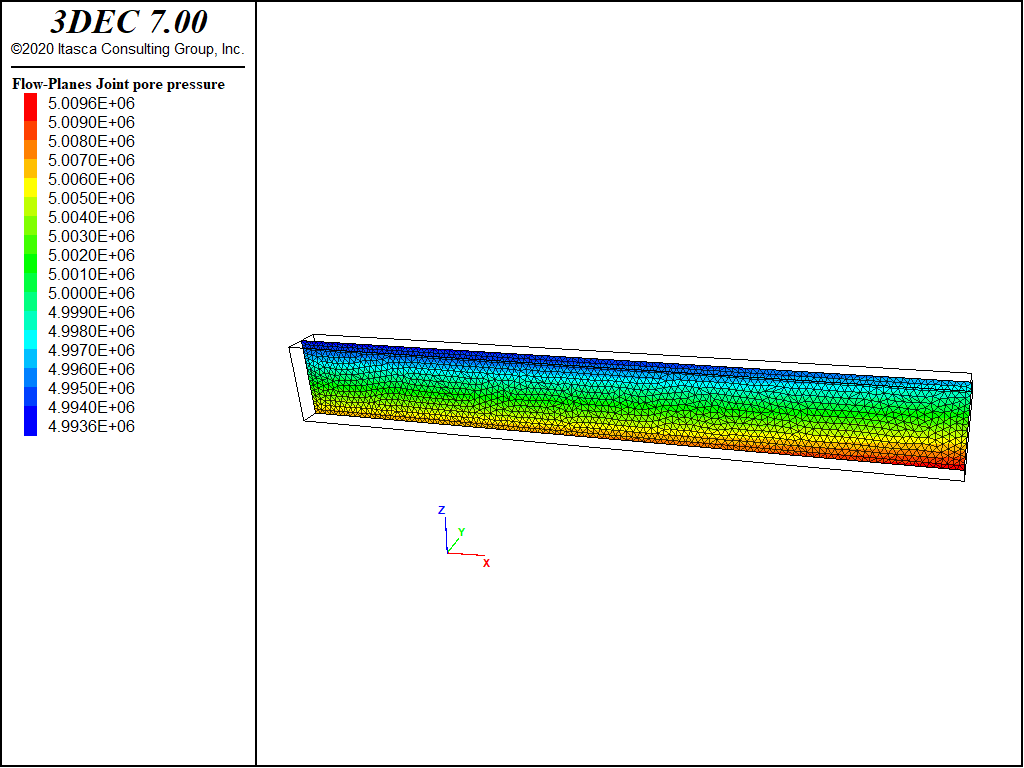 3DEC 7.00
©2020 Itasca Consulting Group, Inc.
Flow-Planes Joint pore pressure
5.0096E+06
5.0090E+06
5.0080E+06
5.0070E+06
5.0060E+06
5.0050E+06
5.0040E+06
5.0030E+06
5.0020E+06
5.0010E+06
5.0000E+06
4.9990E+06
4.9980E+06
4.9970E+06
4.9960E+06
4.9950E+06
4.9940E+06
4.9936E+06
Z
Y
X